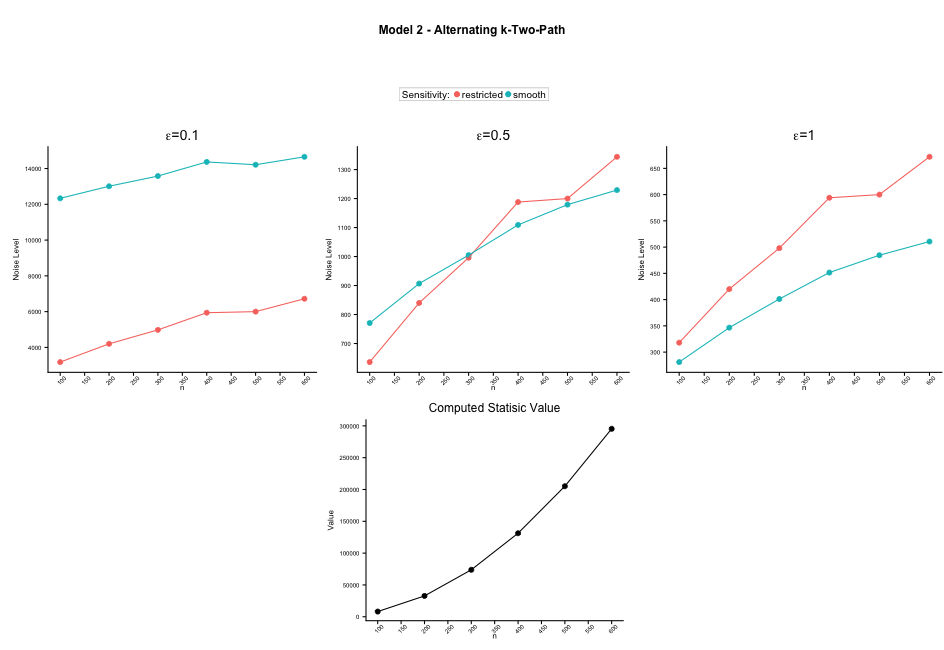 Model 2 - Alternating k-Two-Path
Sensitivity: restricted smooth
ε=0.1
14000
12000
10000
8000
6000
4000
Noise Level
100 150 200 250 300 350 400 450 500 550 600
n
ε=0.5
1300
1200
1100
1000
900
800
700
Noise Level
100 150 200 250 300 350 400 450 500 550 600
n
ε=1
650
600
550
500
450
400
350
300
Noise Level
100 150 200 250 300 350 400 450 500 550 600
n
Computed Statisic Value
300000
250000
200000
150000
100000
50000
0
Value
100 150 200 250 300 350 400 450 500 550 600
n